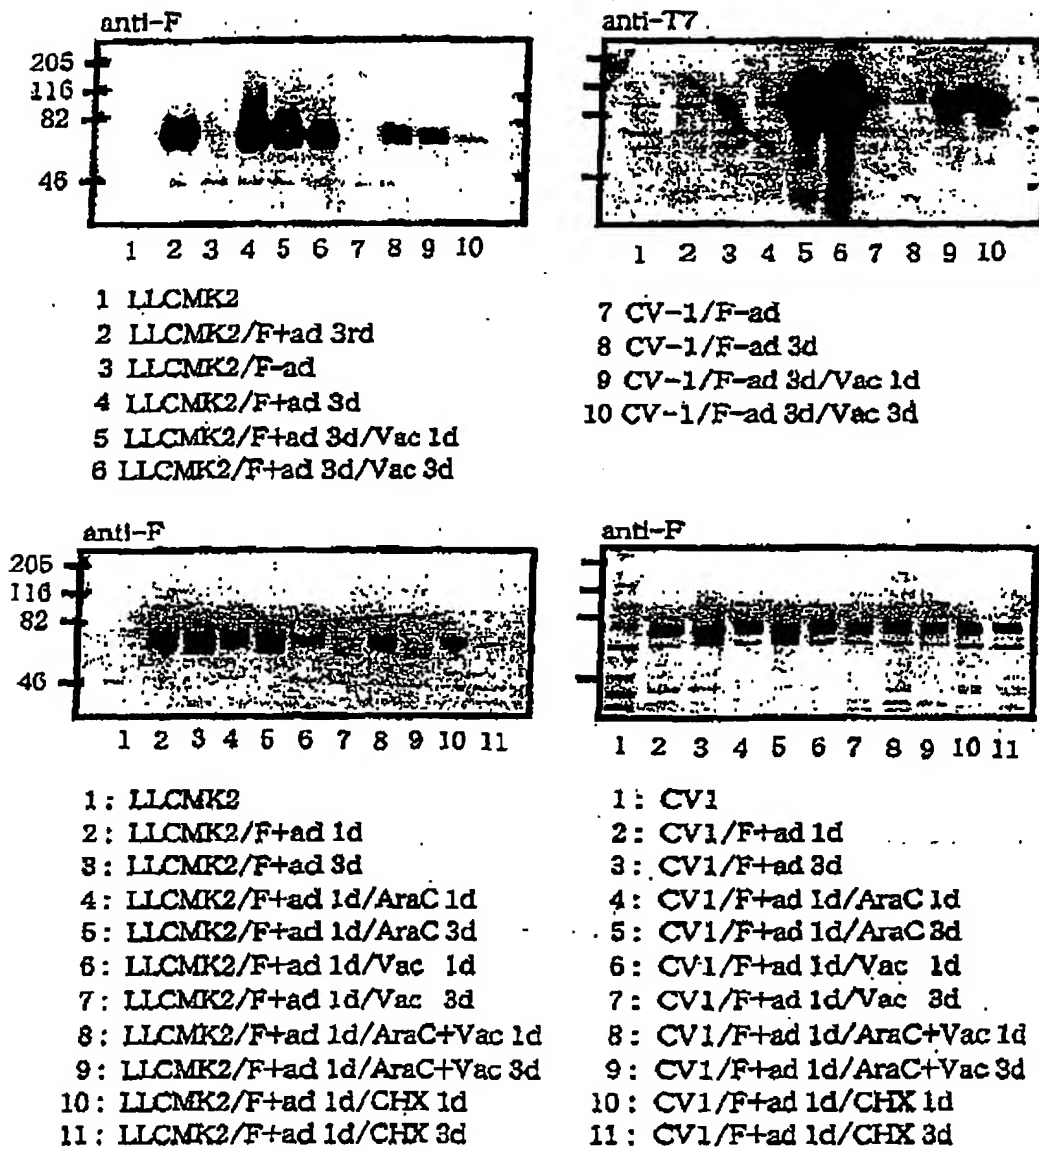 anti-F
205
116
82
46
1 2 3 4 5 6 7 8 9 10
anti-T7
1 2 3 4 5 6 7 8 9 10
1 LLCMK2
2 LLCMK2/F+ad 3rd
3 LLCMK2/F-ad
4 LLCMK2/F+ad 3d
5 LLCMK2/F+ad 3d/Vac 1d
6 LLCMK2/F+ad 3d/Vac 3d
7 CV-1/F-ad
8 CV-1/F-ad 3d
9 CV-1/F-ad 3d/Vac 1d
10 CV-1/F-ad 3d/Vac 3d
anti-F
205
116
82
46
1 2 3 4 5 6 7 8 9 10 11
1: LLCMK2
2: LLCMK2/F+ad 1d
3: LLCMK2/F+ad 3d
4: LLCMK2/F+ad 1d/AraC 1d
5: LLCMK2/F+ad 1d/AraC 3d
6: LLCMK2/F+ad 1d/Vac 1d
7: LLCMK2/F+ad 1d/Vac 3d
8: LLCMK2/F+ad 1d/AraC+Vac 1d
9: LLCMK2/F+ad 1d/AraC+Vac 3d
10: LLCMK2/F+ad 1d/CHX 1d
11: LLCMK2/F+ad 1d/CHX 3d
anti-F
1 2 3 4 5 6 7 8 9 10 11
1: CV1
2: CV1/F+ad 1d
3: CV1/F+ad 3d
4: CV1/F+ad 1d/AraC 1d
5: CV1/F+ad 1d/AraC 3d
6: CV1/F+ad 1d/Vac 1d
7: CV1/F+ad 1d/Vac 3d
8: CV1/F+ad 1d/AraC+Vac 1d
9: CV1/F+ad 1d/AraC+Vac 3d
10: CV1/F+ad 1d/CHX 1d
11: CV1/F+ad 1d/CHX 3d